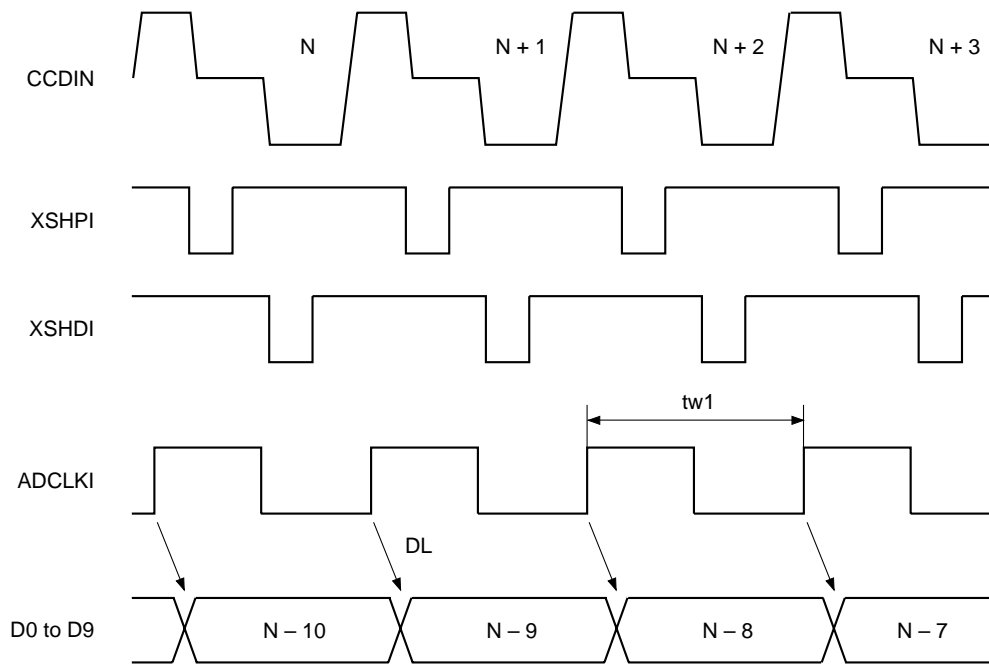 N
N + 1
N + 2
N + 3
CCDIN
XSHPI
XSHDI
tw1
ADCLKI
DL
D0 to D9
N – 10
N – 9
N – 8
N – 7